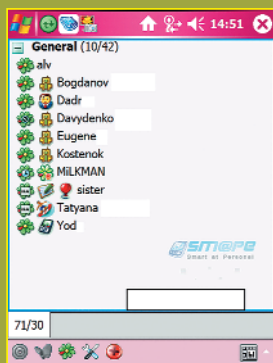 14:51
General (10/42)
alv
Bogdanov
Dadr
Davydenko
Eugene
Kostenok
MiLKMAN
sister
Tatyana
Yod
SMAPE
Smart at Personal
71/30